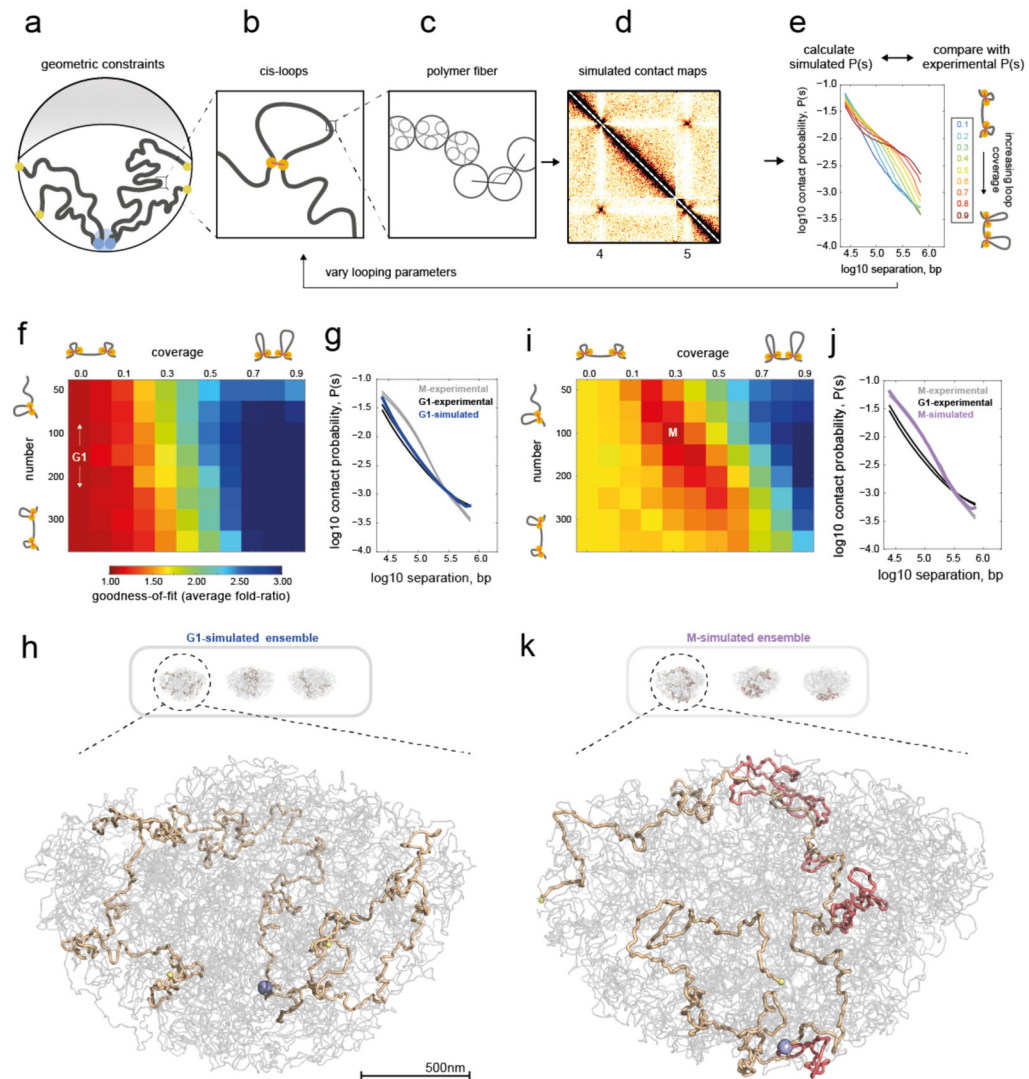 a
geometric constraints
b
cis-loops
c
polymer fiber
d
simulated contact maps
4 5
e
calculate simulated P(s)
compare with experimental P(s)
log10 contact probability, P(s)
−1.0
−1.5
−2.0
−2.5
−3.0
−3.5
−4.0
4.5 5.0 5.5 6.0
log10 separation, bp
0.1
0.2
0.3
0.4
0.5
0.6
0.7
0.8
0.9
increasing loop coverage
vary looping parameters
f
coverage
0.0 0.1 0.3 0.5 0.7 0.9
number
50
100
200
300
G1
1.00 1.50 2.00 2.50 3.00
goodness-of-fit (average fold-ratio)
g
log10 contact probability, P(s)
−1.0
−1.5
−2.0
−2.5
−3.0
−3.5
−4.0
M-experimental
G1-experimental
G1-simulated
4.5 5.0 5.5 6.0
log10 separation, bp
i
coverage
0.0 0.1 0.3 0.5 0.7 0.9
number
50
100
200
300
M
j
log10 contact probability, P(s)
−1.0
−1.5
−2.0
−2.5
−3.0
−3.5
−4.0
M-experimental
G1-experimental
M-simulated
4.5 5.0 5.5 6.0
log10 separation, bp
h
G1-simulated ensemble
500nm
k
M-simulated ensemble